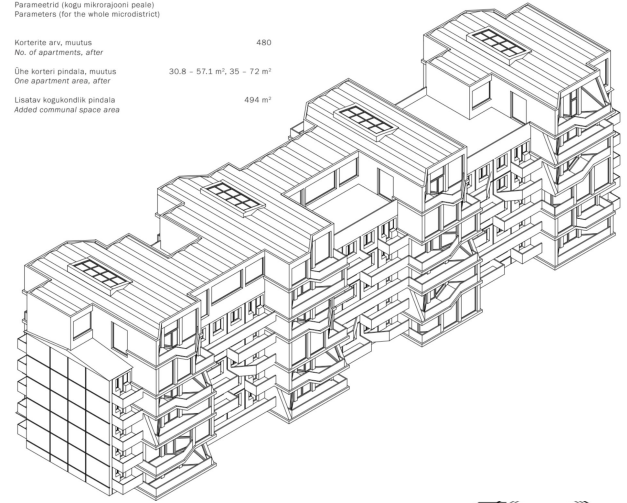 Parameetrid (kogu mikrorajooni peale)
Parameters (for the whole microdistrict)
Korterite arv, muutus 480
No. of apartments, after
Ühe korteri pindala, muutus 30.8 – 57.1 m², 35 – 72 m²
One apartment area, after
Lisatav kogukondlik pindala 494 m²
Added communal space area